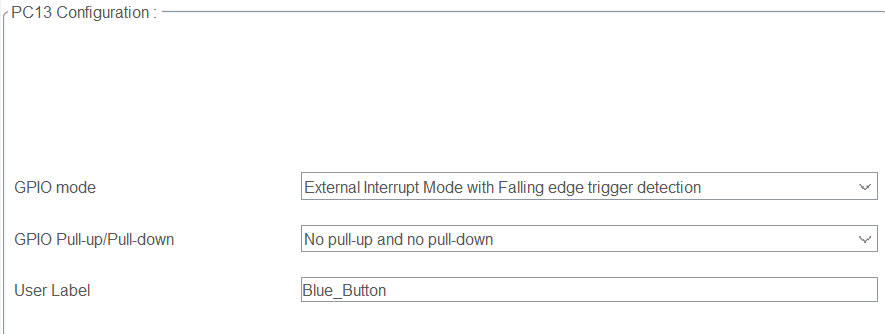 PC13 Configuration :
GPIO mode
External Interrupt Mode with Falling edge trigger detection
GPIO Pull-up/Pull-down
No pull-up and no pull-down
User Label
Blue_Button